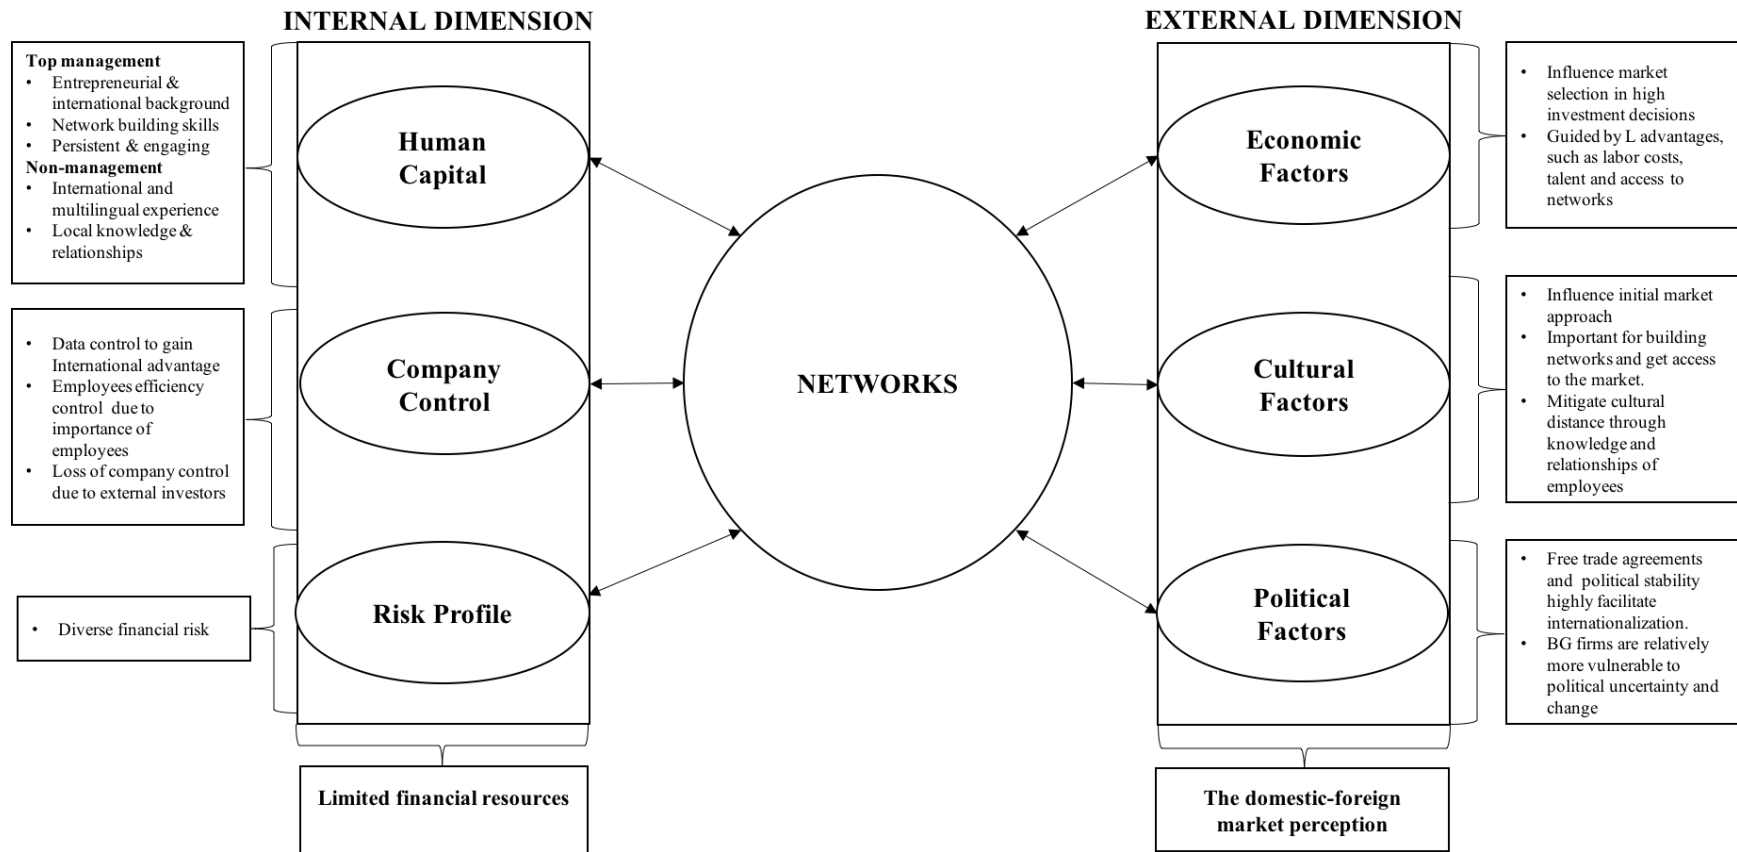 INTERNAL DIMENSION
EXTERNAL DIMENSION
Top management
• Entrepreneurial &
international background
• Network building skills
• Persistent & engaging
Non-management
• International and
multilingual experience
• Local knowledge &
relationships
• Data control to gain
International advantage
• Employees efficiency
control due to
importance of
employees
• Loss of company control
due to external investors
• Diverse financial risk
Human
Capital
Company
Control
Risk Profile
Limited financial resources
NETWORKS
Economic
Factors
Cultural
Factors
Political
Factors
The domestic-foreign
market perception
• Influence market
selection in high
investment decisions
• Guided by L advantages,
such as labor costs,
talent and access to
networks
• Influence initial market
approach
• Important for building
networks and get access
to the market.
• Mitigate cultural
distance through
knowledge and
relationships of
employees
• Free trade agreements
and political stability
highly facilitate
internationalization.
• BG firms are relatively
more vulnerable to
political uncertainty and
change